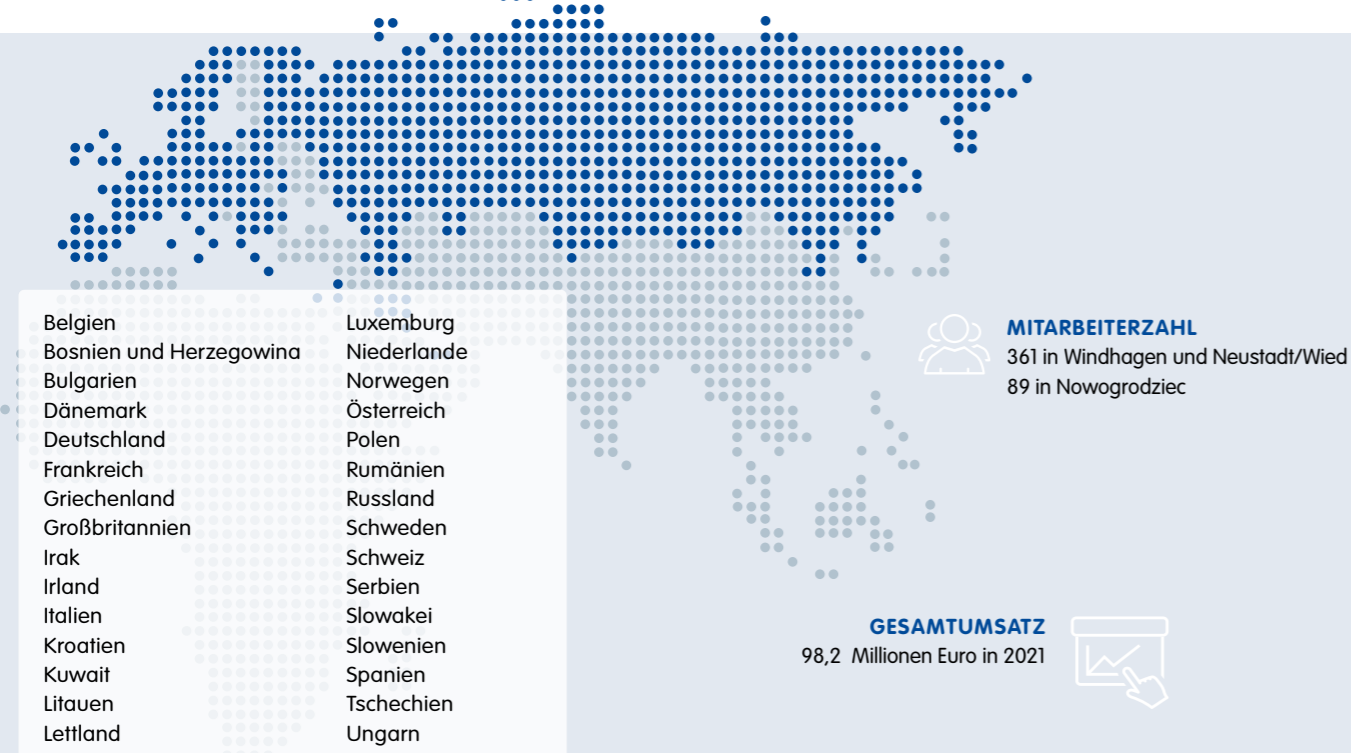 Belgien
Bosnien und Herzegowina
Bulgarien
Dänemark
Deutschland
Frankreich
Griechenland
Großbritannien
Irak
Irland
Italien
Kroatien
Kuwait
Litauen
Lettland
Luxemburg
Niederlande
Norwegen
Österreich
Polen
Rumänien
Russland
Schweden
Schweiz
Serbien
Slowakei
Slowenien
Spanien
Tschechien
Ungarn
MITARBEITERZAHL
361 in Windhagen und Neustadt/Wied
89 in Nowogrodziec
GESAMTUMSATZ
98,2 Millionen Euro in 2021